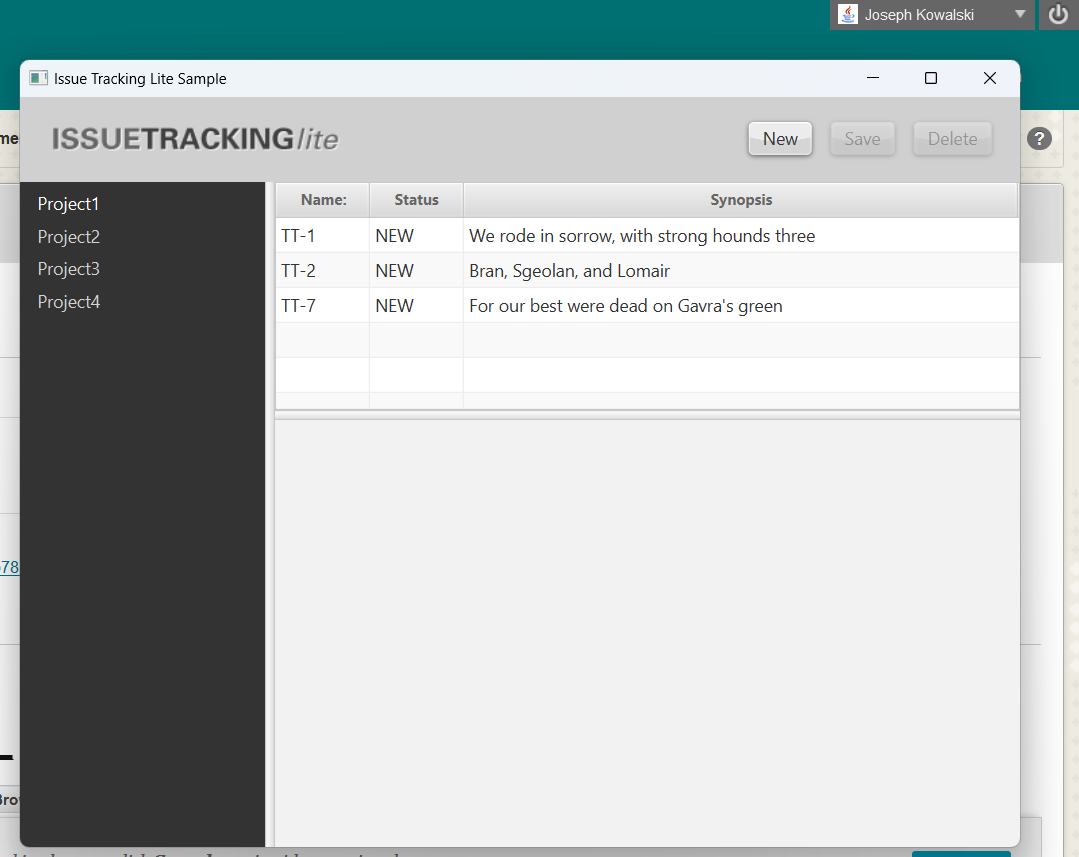 Joseph Kowalski
Issue Tracking Lite Sample
ISSUETRACKINGlite
New
Save
Delete
?
Project1
Project2
Project3
Project4
Name:
Status
Synopsis
TT-1
NEW
We rode in sorrow, with strong hounds three
TT-2
NEW
Bran, Sgeolan, and Lomair
TT-7
NEW
For our best were dead on Gavra's green
78